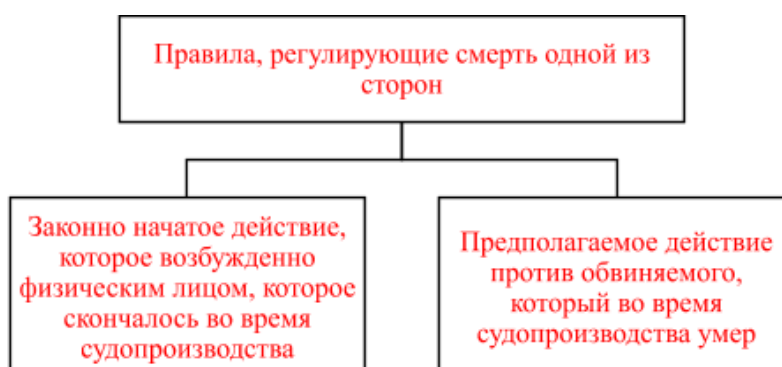 Правила, регулирующие смерть одной из
сторон
Законно начатое действие,
которое возбужденно
физическим лицом, которое
скончалось во время
судопроизводства
Предполагаемое действие
против обвиняемого,
который во время
судопроизводства умер